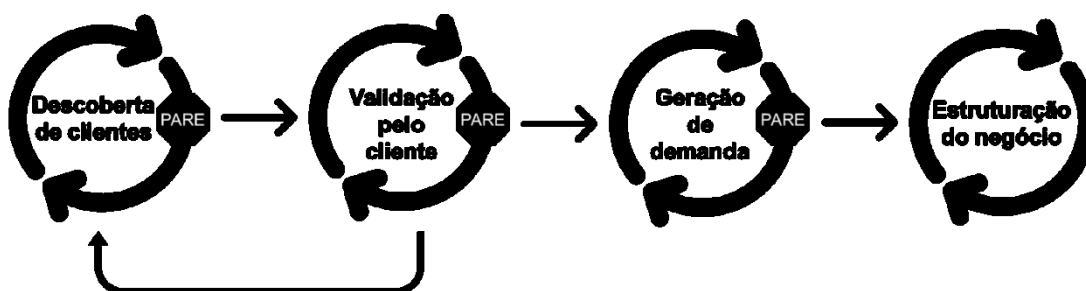 Descoberta
de clientes
PARE
Validação
pelo
cliente
PARE
Geração
de
demanda
PARE
Estruturação
do negócio